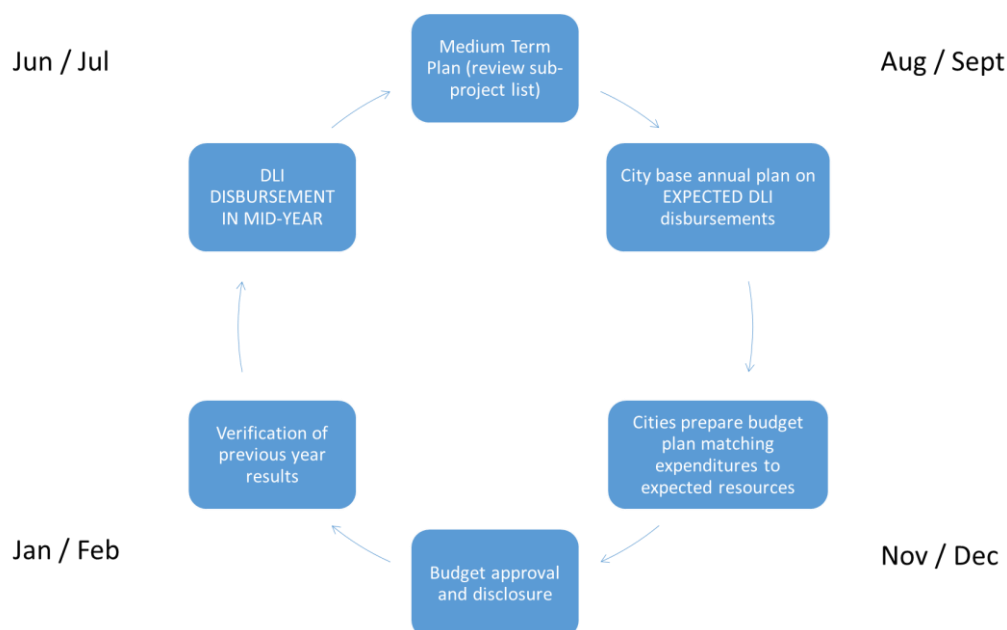 Jun / Jul
Medium Term
Plan (review sub-
project list)
Aug / Sept
DLI
DISBURSEMENT
IN MID-YEAR
City base annual plan on
EXPECTED DLI
disbursements
Verification of
previous year
results
Cities prepare budget
plan matching
expenditures to
expected resources
Jan / Feb
Budget approval
and disclosure
Nov / Dec